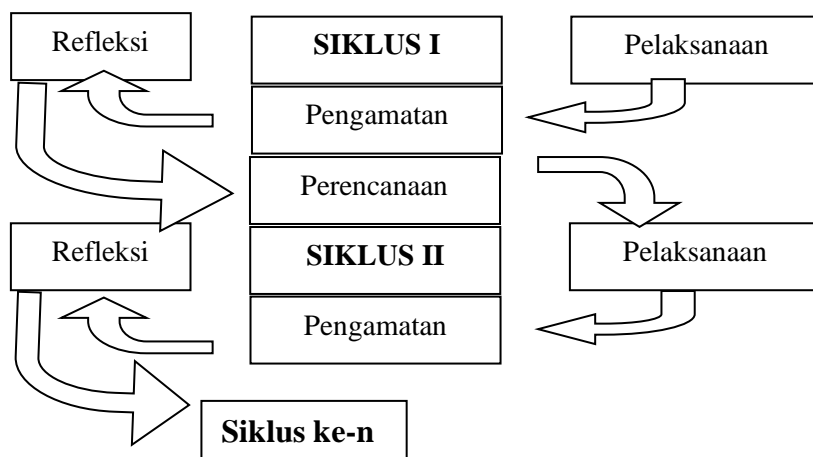 Refleksi
SIKLUS I
Pelaksanaan
Pengamatan
Perencanaan
Refleksi
SIKLUS II
Pelaksanaan
Pengamatan
Siklus ke-n